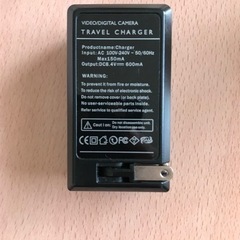 VIDEO/DIGITAL CAMERA
TRAVEL CHARGER
Productname:Charger
Input: AC 100V-240V~50/60Hz
Max150mA
Output:DC8.4V 600mA
WARNING:
To prevent it from fire or moisture.
To reduce the risk of electronic shock.
Do not remove cover (or back plate).
No user-serviceable parts inside.
Refer service to qualified service agent.
Caution: